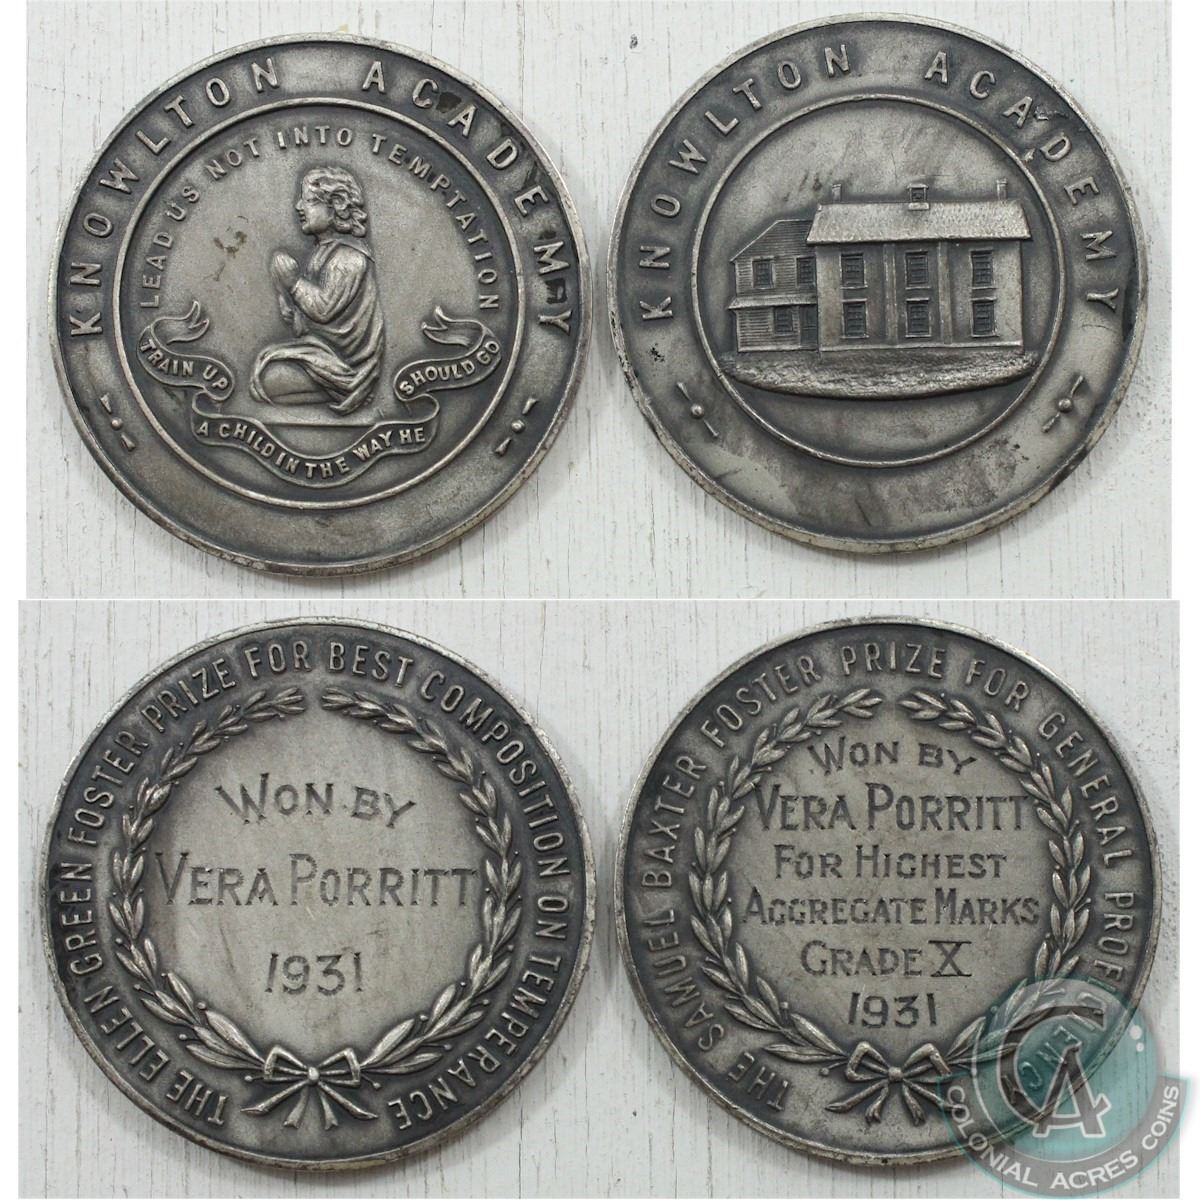 KNOWLTON ACADEMY
LEAD US NOT INTO TEMPTATION
TRAIN UP
A CHILD IN THE WAY HE
SHOULD GO
KNOWLTON ACADEMY
THE ELLEN GREEN FOSTER PRIZE FOR BEST COMPOSITION ON TEMPERANCE
WON BY
VERA PORRITT
1931
THE SAMUEL BAXTER FOSTER PRIZE FOR GENERAL PROFICIENCY
WON BY
VERA PORRITT
FOR HIGHEST
AGGREGATE MARKS
GRADE X
1931
CA
COLONIAL ACRES COINS